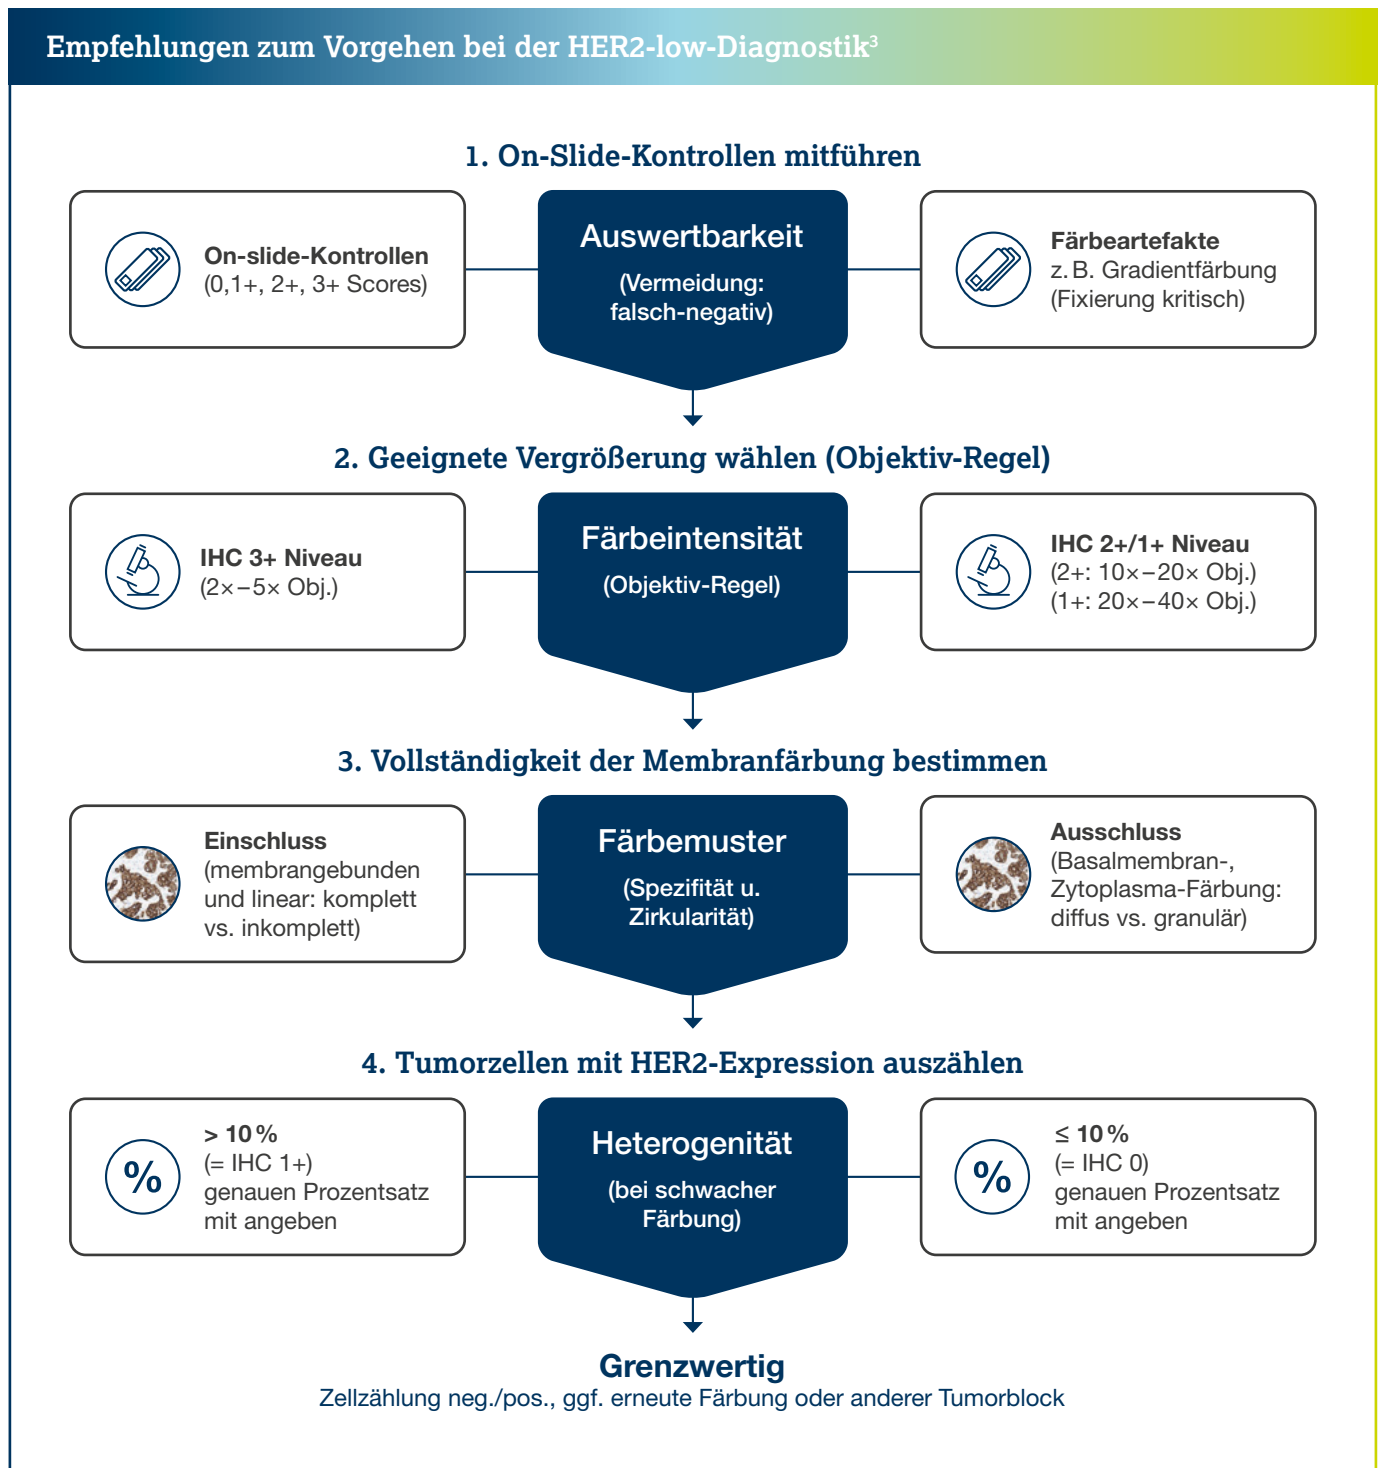 Empfehlungen zum Vorgehen bei der HER2-low-Diagnostik³
1. On-Slide-Kontrollen mitführen
On-slide-Kontrollen
(0,1+, 2+, 3+ Scores)
Auswertbarkeit
(Vermeidung:
falsch-negativ)
Färbeartefakte
z. B. Gradientfärbung
(Fixierung kritisch)
2. Geeignete Vergrößerung wählen (Objektiv-Regel)
IHC 3+ Niveau
(2×–5× Obj.)
Färbeintensität
(Objektiv-Regel)
IHC 2+/1+ Niveau
(2+: 10×–20× Obj.)
(1+: 20×–40× Obj.)
3. Vollständigkeit der Membranfärbung bestimmen
Einschluss
(membrangebunden
und linear: komplett
vs. inkomplett)
Färbemuster
(Spezifität u.
Zirkularität)
Ausschluss
(Basalmembran-,
Zytoplasma-Färbung:
diffus vs. granulär)
4. Tumorzellen mit HER2-Expression auszählen
%
> 10 %
(= IHC 1+)
genauen Prozentsatz
mit angeben
Heterogenität
(bei schwacher
Färbung)
%
≤ 10 %
(= IHC 0)
genauen Prozentsatz
mit angeben
Grenzwertig
Zellzählung neg./pos., ggf. erneute Färbung oder anderer Tumorblock